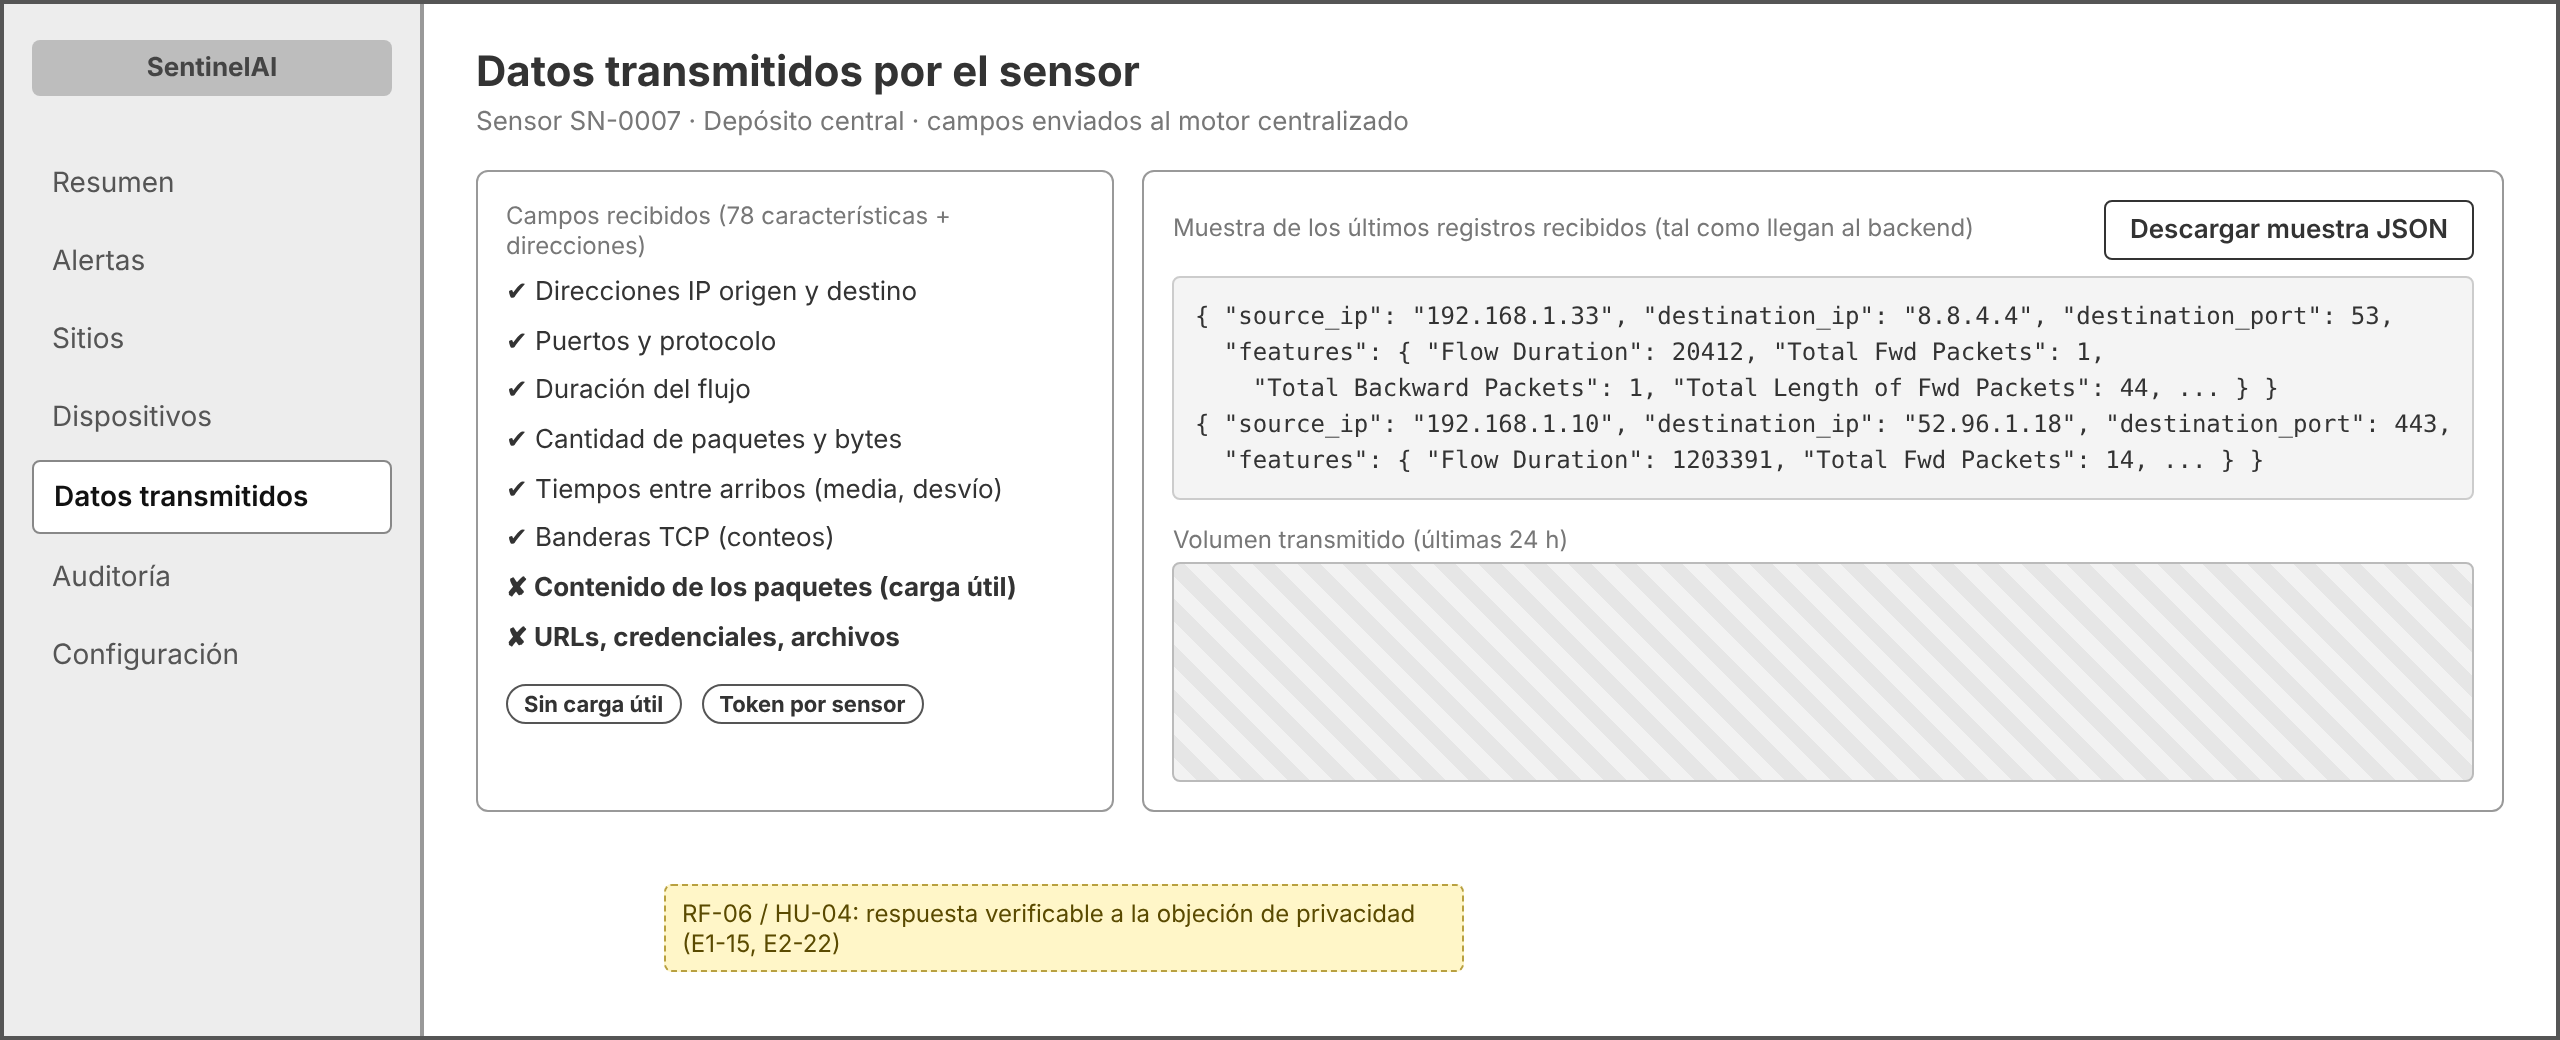 SentinelAI
Resumen
Alertas
Sitios
Dispositivos
Datos transmitidos
Auditoría
Configuración
Datos transmitidos por el sensor
Sensor SN-0007 · Depósito central · campos enviados al motor centralizado
Campos recibidos (78 características +
direcciones)
✔ Direcciones IP origen y destino
✔ Puertos y protocolo
✔ Duración del flujo
✔ Cantidad de paquetes y bytes
✔ Tiempos entre arribos (media, desvío)
✔ Banderas TCP (conteos)
✘ Contenido de los paquetes (carga útil)
✘ URLs, credenciales, archivos
Sin carga útil
Token por sensor
Muestra de los últimos registros recibidos (tal como llegan al backend)
Descargar muestra JSON
{ "source_ip": "192.168.1.33", "destination_ip": "8.8.4.4", "destination_port": 53,
  "features": { "Flow Duration": 20412, "Total Fwd Packets": 1,
    "Total Backward Packets": 1, "Total Length of Fwd Packets": 44, ... } }
{ "source_ip": "192.168.1.10", "destination_ip": "52.96.1.18", "destination_port": 443,
  "features": { "Flow Duration": 1203391, "Total Fwd Packets": 14, ... } }
Volumen transmitido (últimas 24 h)
RF-06 / HU-04: respuesta verificable a la objeción de privacidad
(E1-15, E2-22)